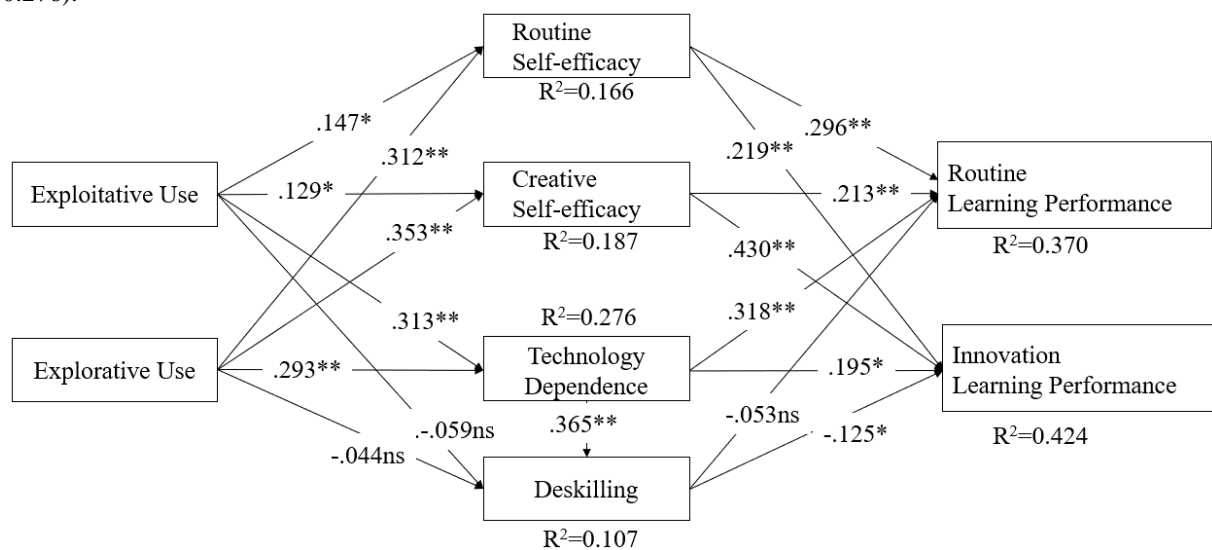 Routine
Self-efficacy
R²=0.166
.147*
.296**
.312**
.219**
Exploitative Use
.129*
Creative
Self-efficacy
.213**
Routine
Learning Performance
.353**
R²=0.187
.430**
R²=0.370
.313**
R²=0.276
.318**
Explorative Use
.293**
Technology
Dependence
.195*
Innovation
Learning Performance
.365**
-.053ns
.-.059ns
-.044ns
-.125*
R²=0.424
Deskilling
R²=0.107